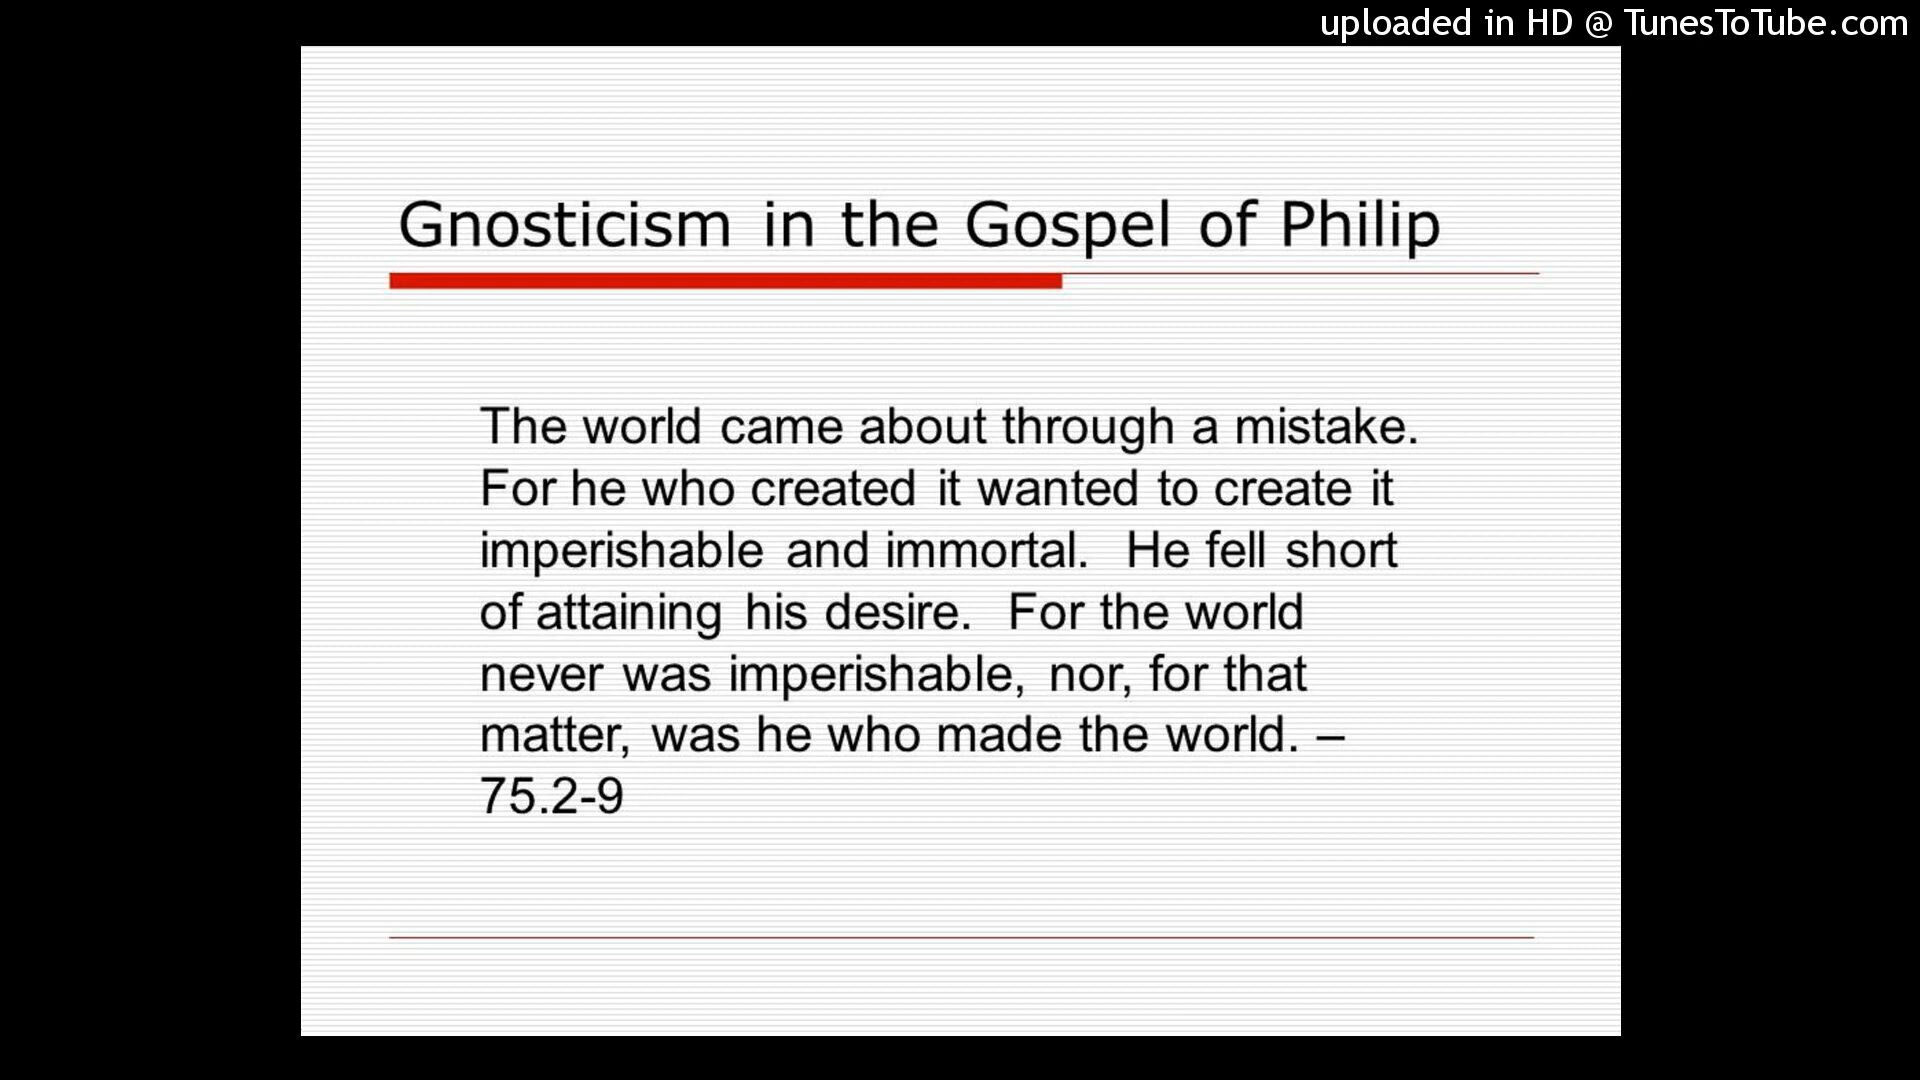 uploaded in HD @ TunesToTube.com
Gnosticism in the Gospel of Philip
The world came about through a mistake.
For he who created it wanted to create it
imperishable and immortal. He fell short
of attaining his desire. For the world
never was imperishable, nor, for that
matter, was he who made the world. –
75.2-9